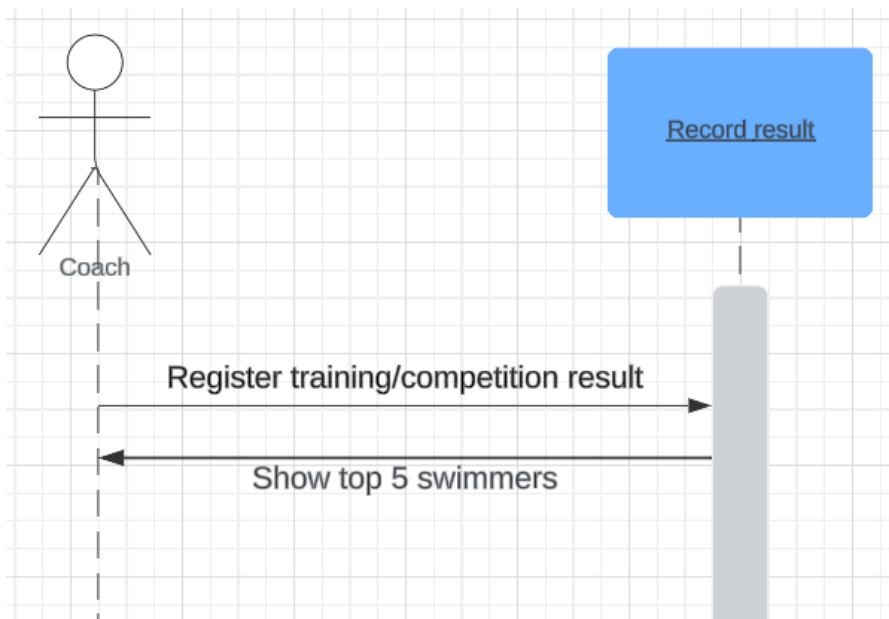 Record result
Coach
Register training/competition result
Show top 5 swimmers